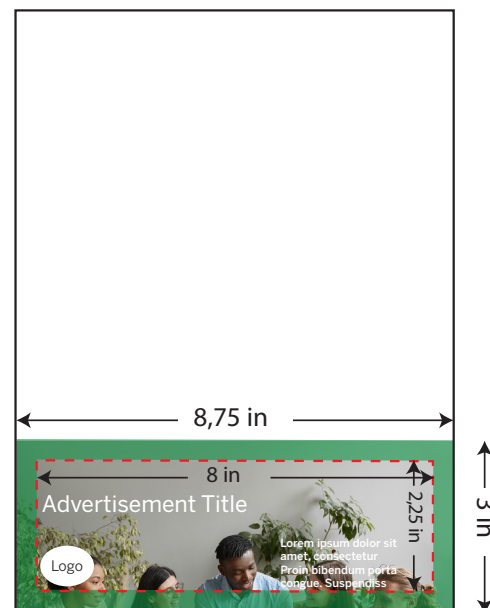 8,75 in
8 in
Advertisement Title
2,25 in
3 in
Lorem ipsum dolor sit
amet, consectetur
Proin bibendum porta
congue. Suspendiss
Logo